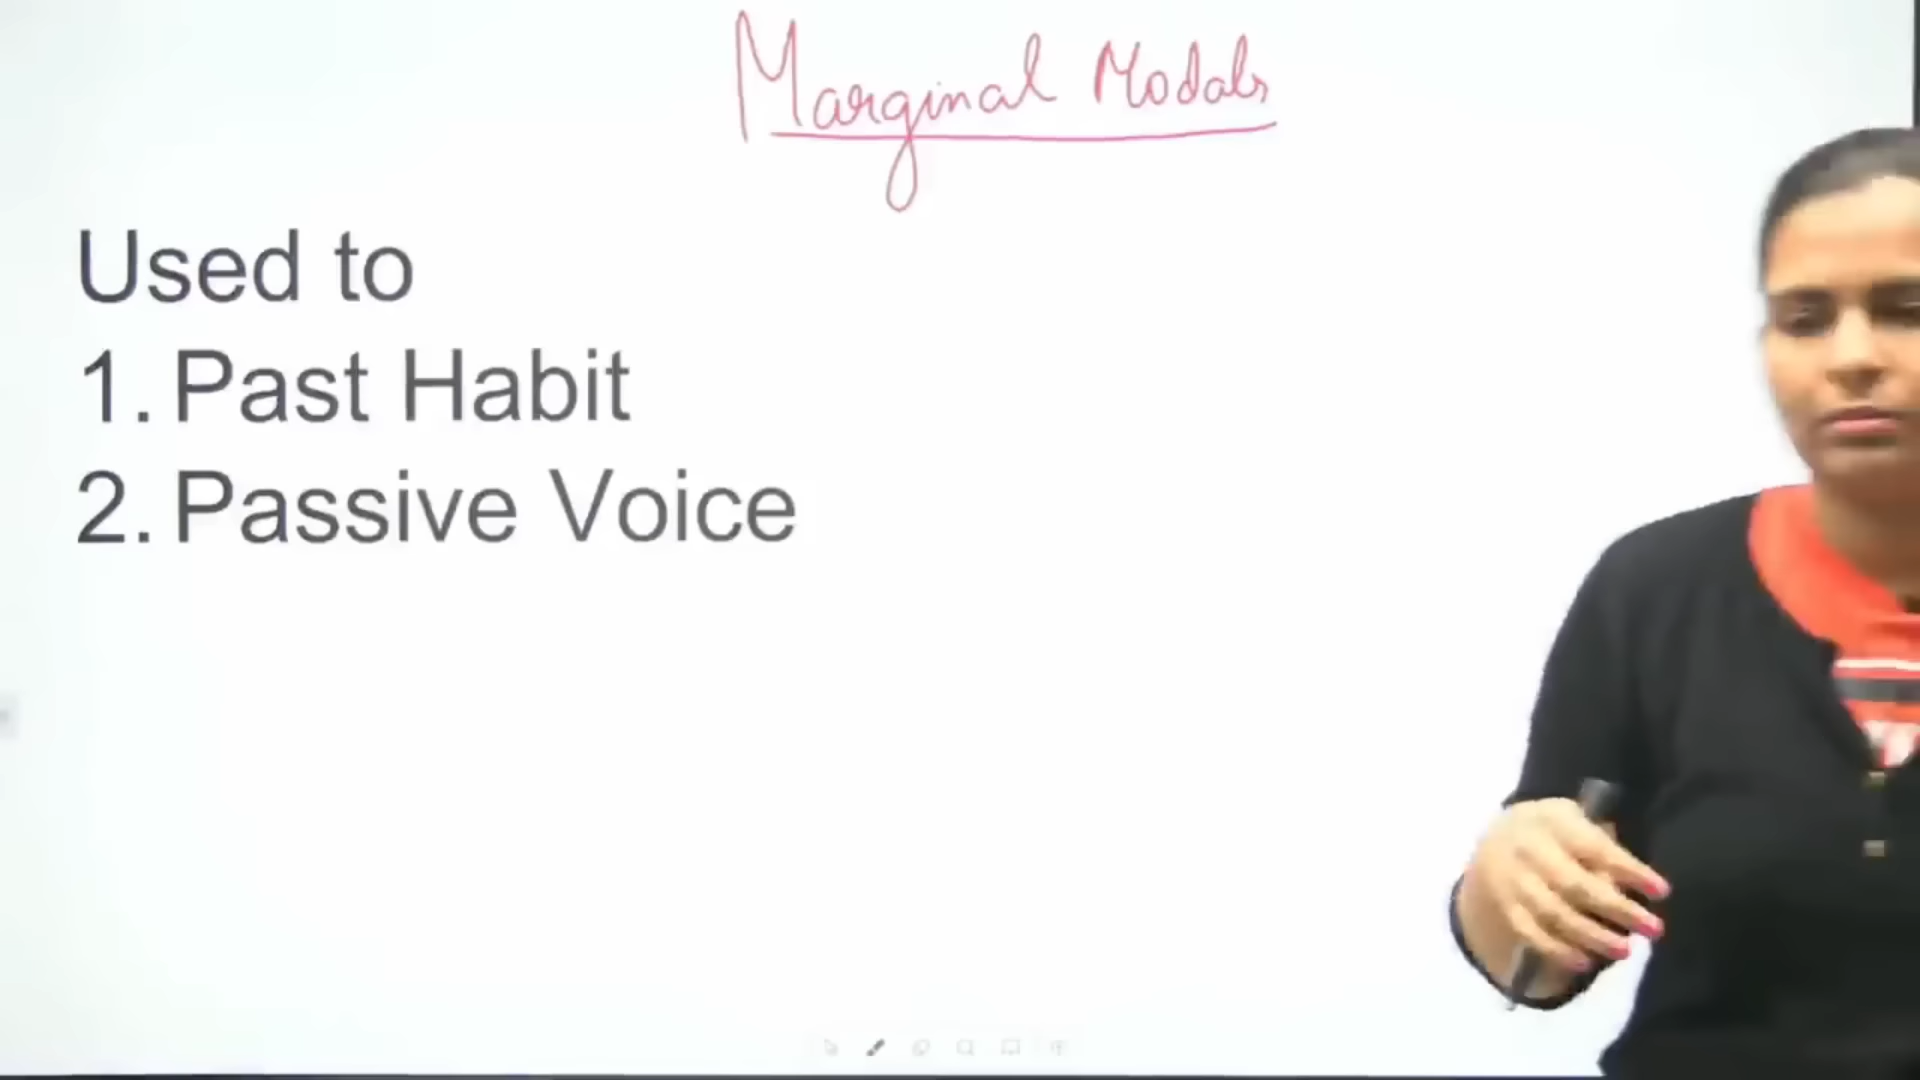 Marginal Modals
Used to
1. Past Habit
2. Passive Voice